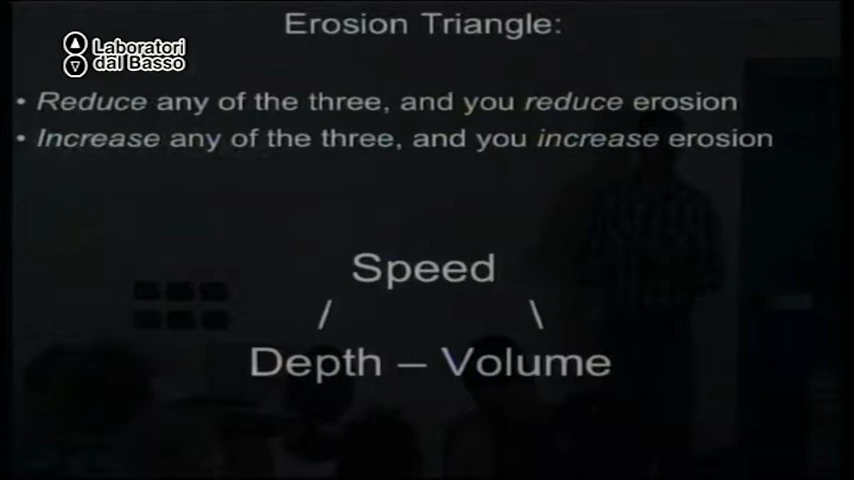 Erosion Triangle:
Laboratori
dal Basso
• Reduce any of the three, and you reduce erosion
• Increase any of the three, and you increase erosion
Speed
/ \
Depth – Volume